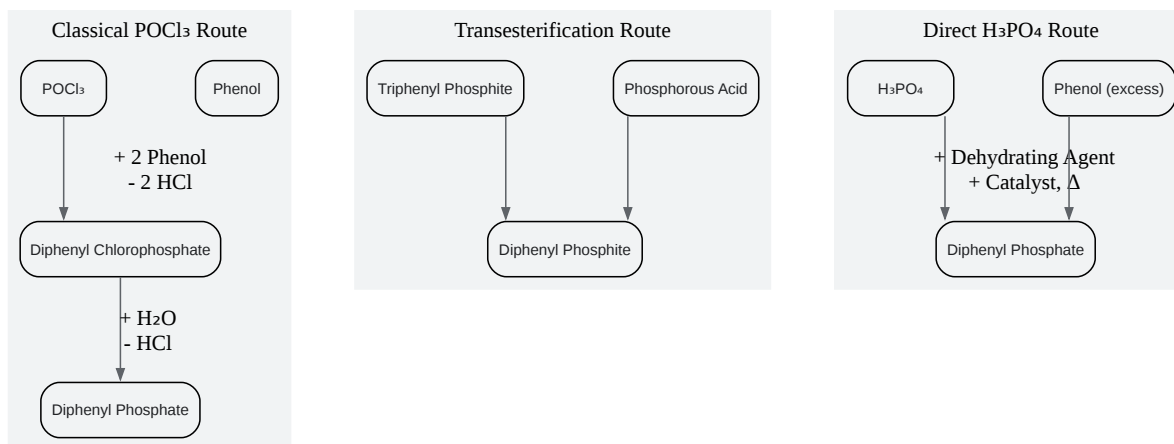 Classical POCl₃ Route
POCl₃
Phenol
+ 2 Phenol
- 2 HCl
Diphenyl Chlorophosphate
+ H₂O
- HCl
Diphenyl Phosphate
Transesterification Route
Triphenyl Phosphite
Phosphorous Acid
Diphenyl Phosphite
Direct H₃PO₄ Route
H₃PO₄
Phenol (excess)
+ Dehydrating Agent
+ Catalyst, Δ
Diphenyl Phosphate